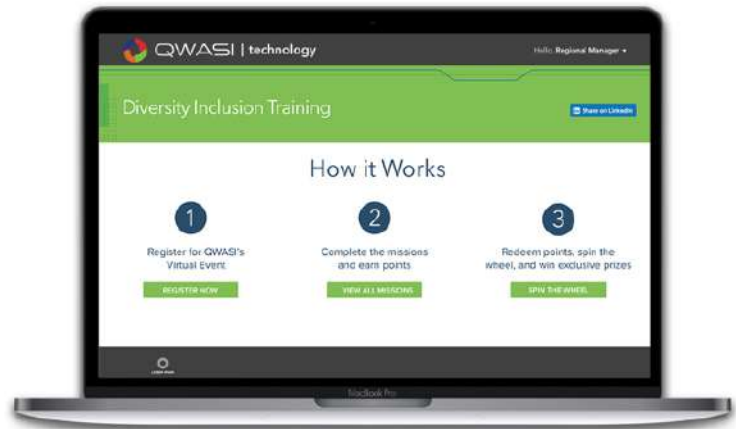 QWASI | technology
Hello, Regional Manager
Diversity Inclusion Training
Share on LinkedIn
How it Works
1
2
3
Register for QWASI's
Virtual Event
Complete the missions
and earn points
Redeem points, spin the
wheel, and win exclusive prizes
REGISTER NOW
VIEW ALL MISSIONS
SPIN THE WHEEL
MacBook Pro